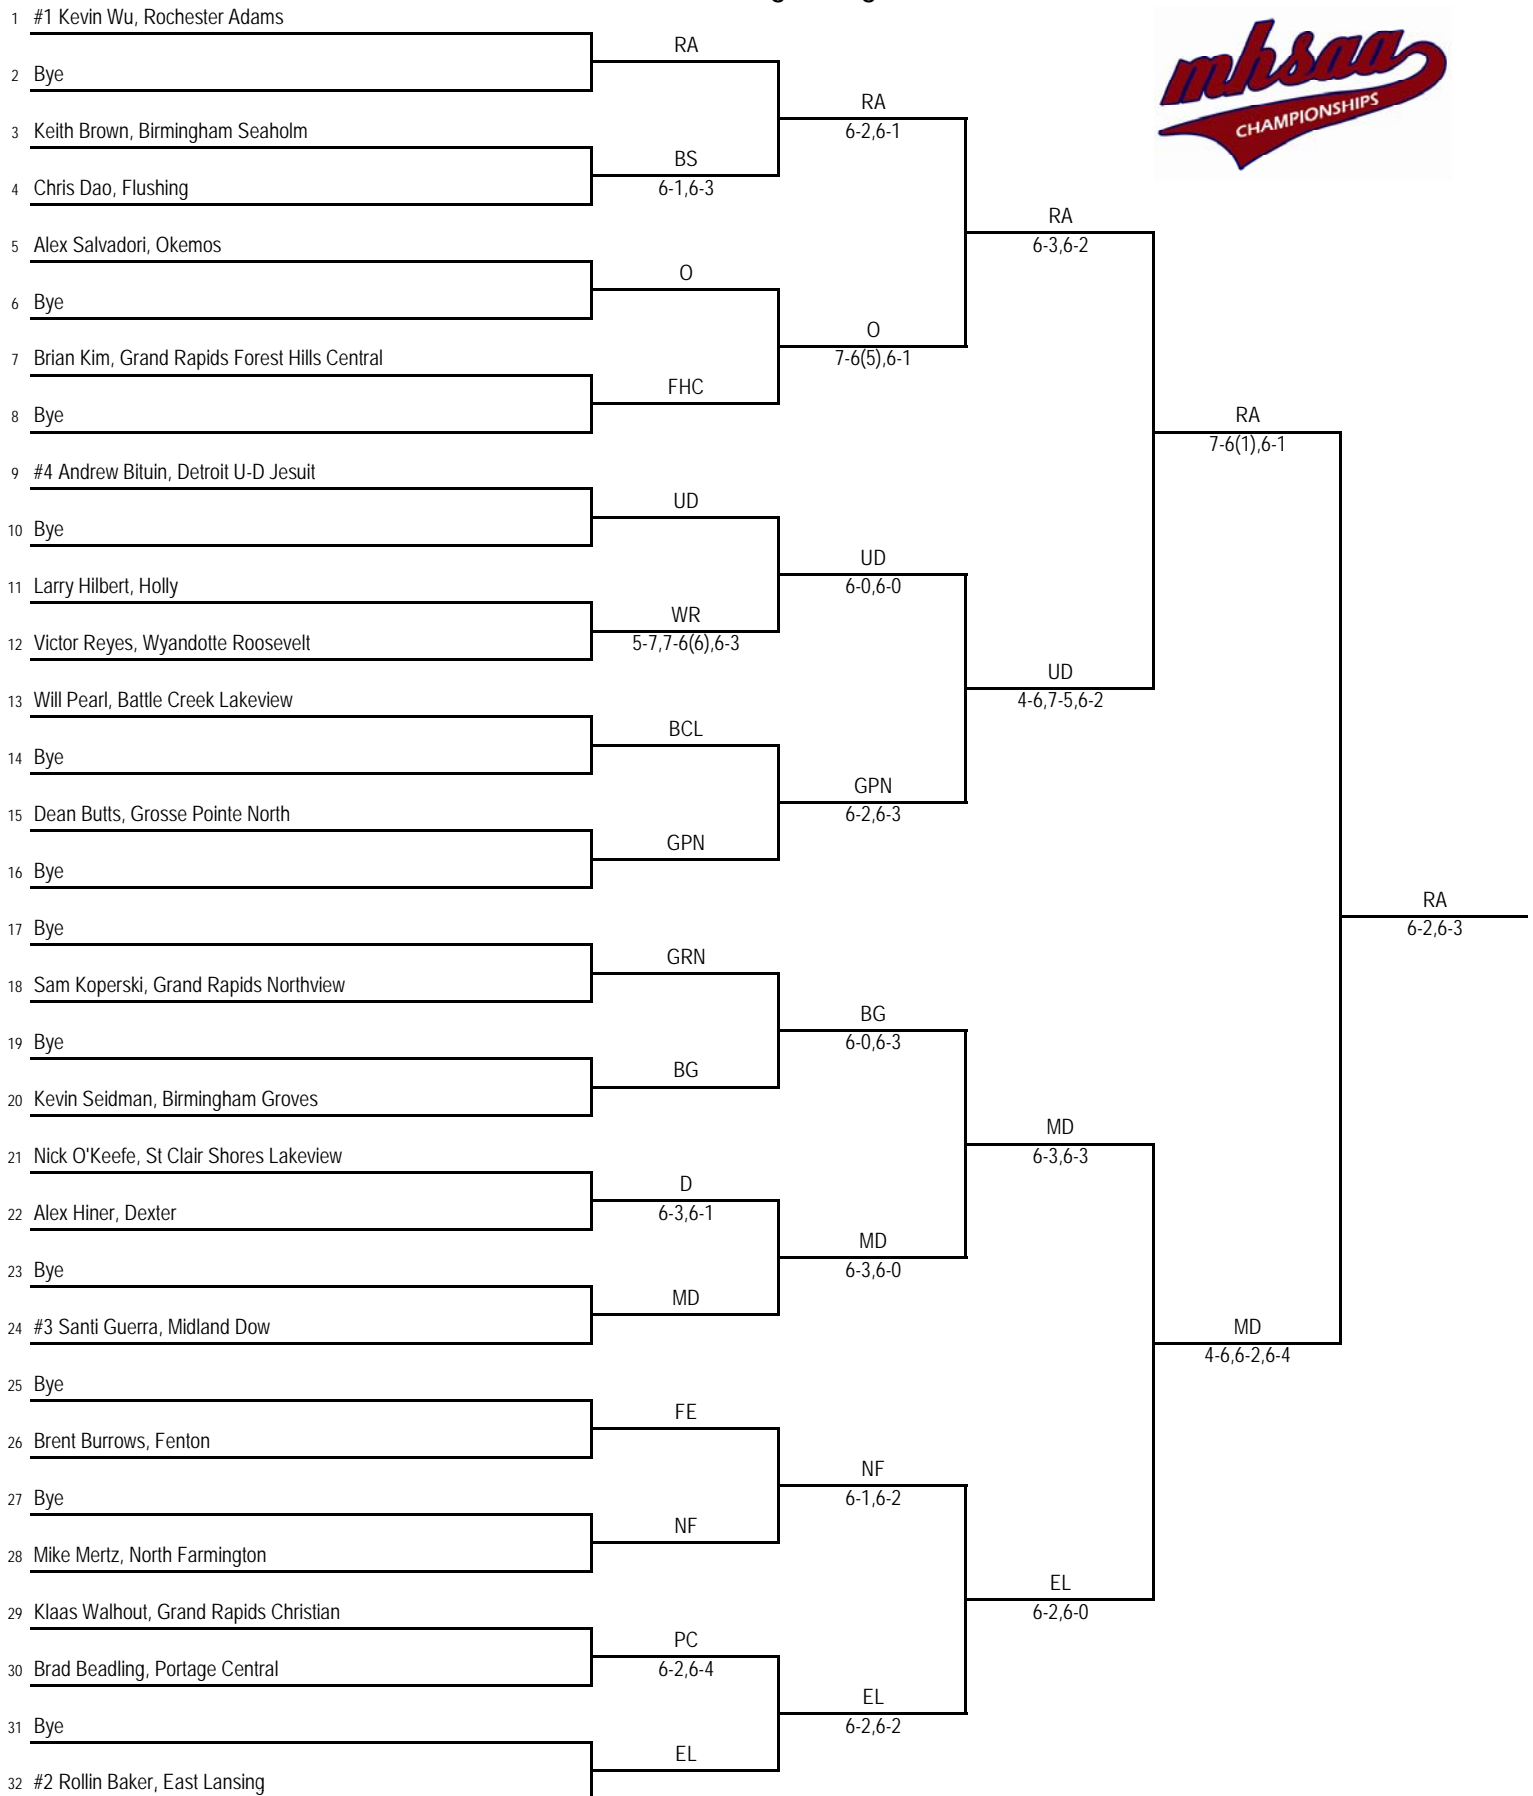 1 #1 Kevin Wu, Rochester Adams
RA
2 Bye
RA
3 Keith Brown, Birmingham Seaholm
6-2,6-1
BS
4 Chris Dao, Flushing
6-1,6-3
RA
5 Alex Salvadori, Okemos
6-3,6-2
O
6 Bye
O
7 Brian Kim, Grand Rapids Forest Hills Central
7-6(5),6-1
FHC
8 Bye
RA
7-6(1),6-1
9 #4 Andrew Bituin, Detroit U-D Jesuit
UD
10 Bye
UD
11 Larry Hilbert, Holly
6-0,6-0
WR
12 Victor Reyes, Wyandotte Roosevelt
5-7,7-6(6),6-3
UD
13 Will Pearl, Battle Creek Lakeview
4-6,7-5,6-2
BCL
14 Bye
GPN
15 Dean Butts, Grosse Pointe North
6-2,6-3
GPN
16 Bye
RA
17 Bye
6-2,6-3
GRN
18 Sam Koperski, Grand Rapids Northview
BG
19 Bye
6-0,6-3
BG
20 Kevin Seidman, Birmingham Groves
MD
21 Nick O'Keefe, St Clair Shores Lakeview
6-3,6-3
D
22 Alex Hiner, Dexter
6-3,6-1
MD
23 Bye
6-3,6-0
MD
24 #3 Santi Guerra, Midland Dow
MD
4-6,6-2,6-4
25 Bye
FE
26 Brent Burrows, Fenton
NF
27 Bye
6-1,6-2
NF
28 Mike Mertz, North Farmington
EL
29 Klaas Walhout, Grand Rapids Christian
6-2,6-0
PC
30 Brad Beadling, Portage Central
6-2,6-4
EL
31 Bye
6-2,6-2
EL
32 #2 Rollin Baker, East Lansing
mhsaa
CHAMPIONSHIPS